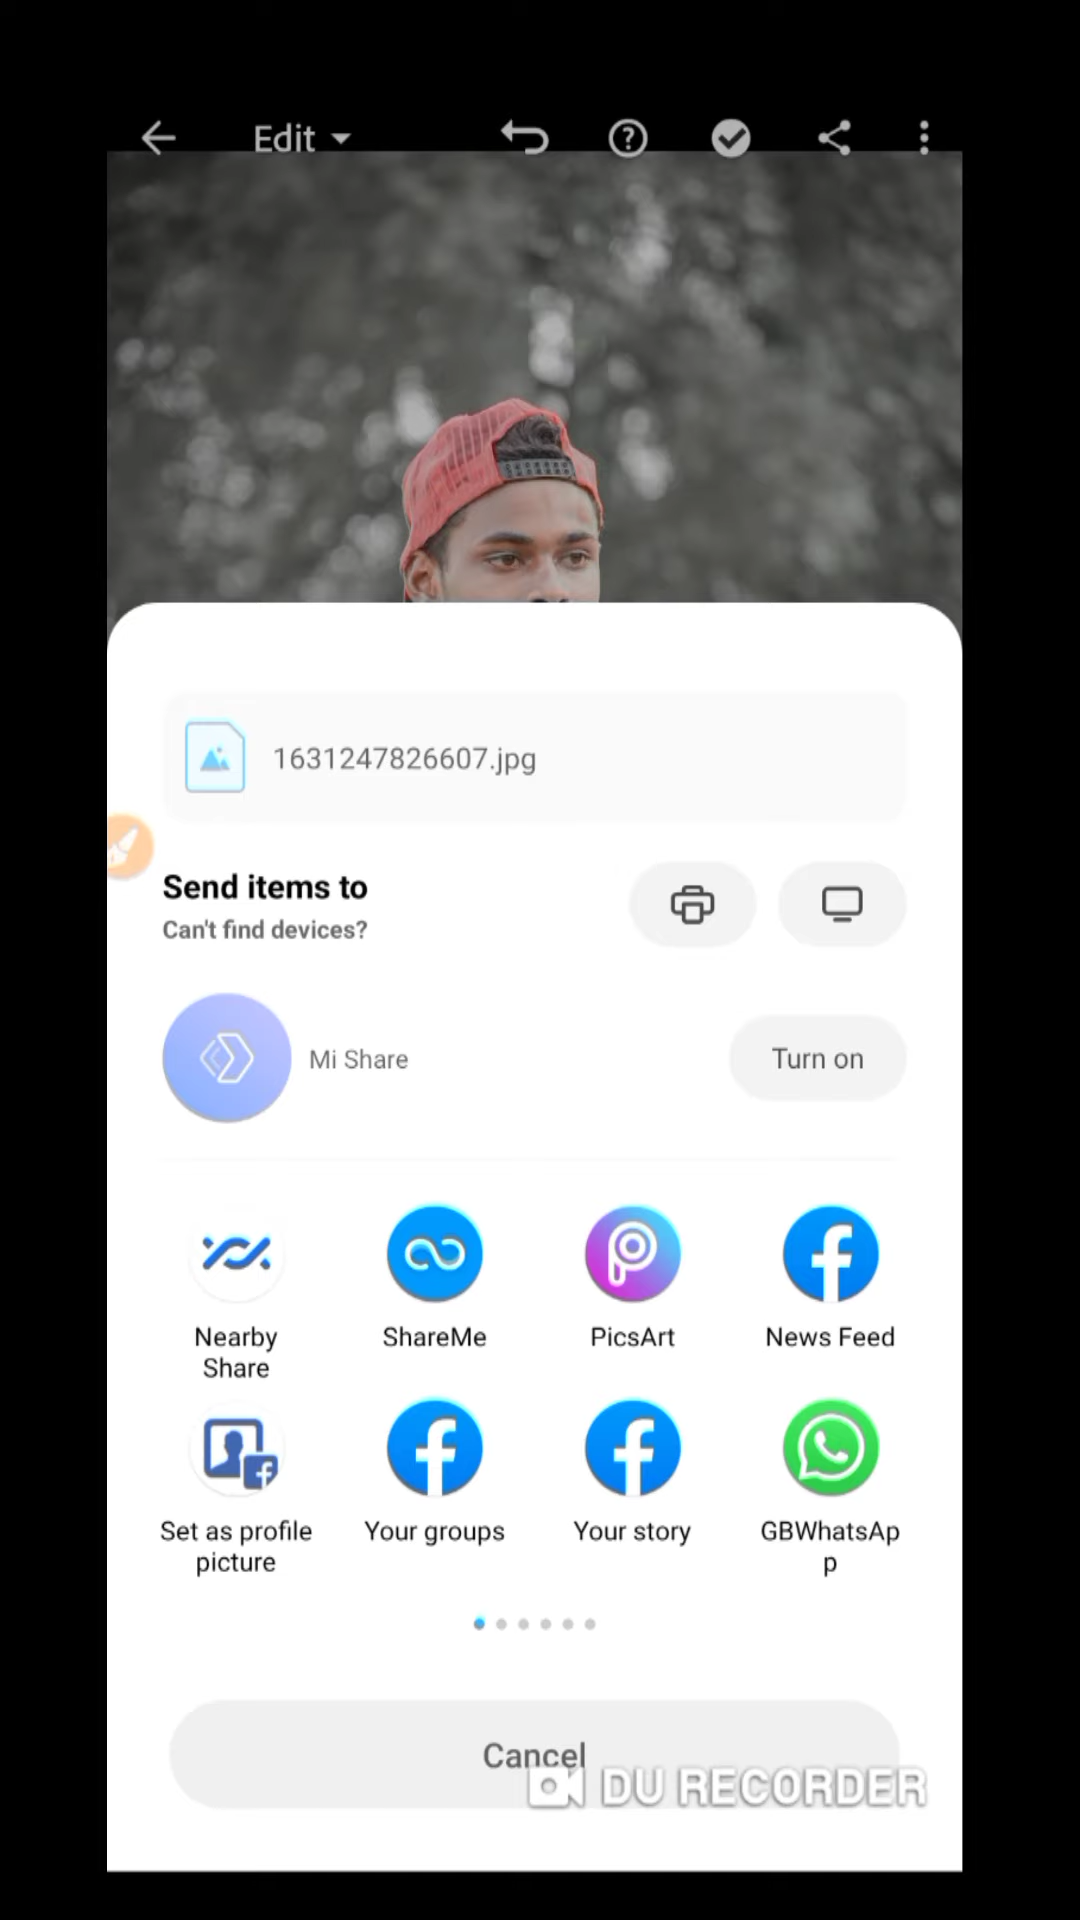 Edit
1631247826607.jpg
Send items to
Can't find devices?
Mi Share
Turn on
Nearby
Share
ShareMe
PicsArt
News Feed
Set as profile
picture
Your groups
Your story
GBWhatsAp
p
Cancel
DU RECORDER